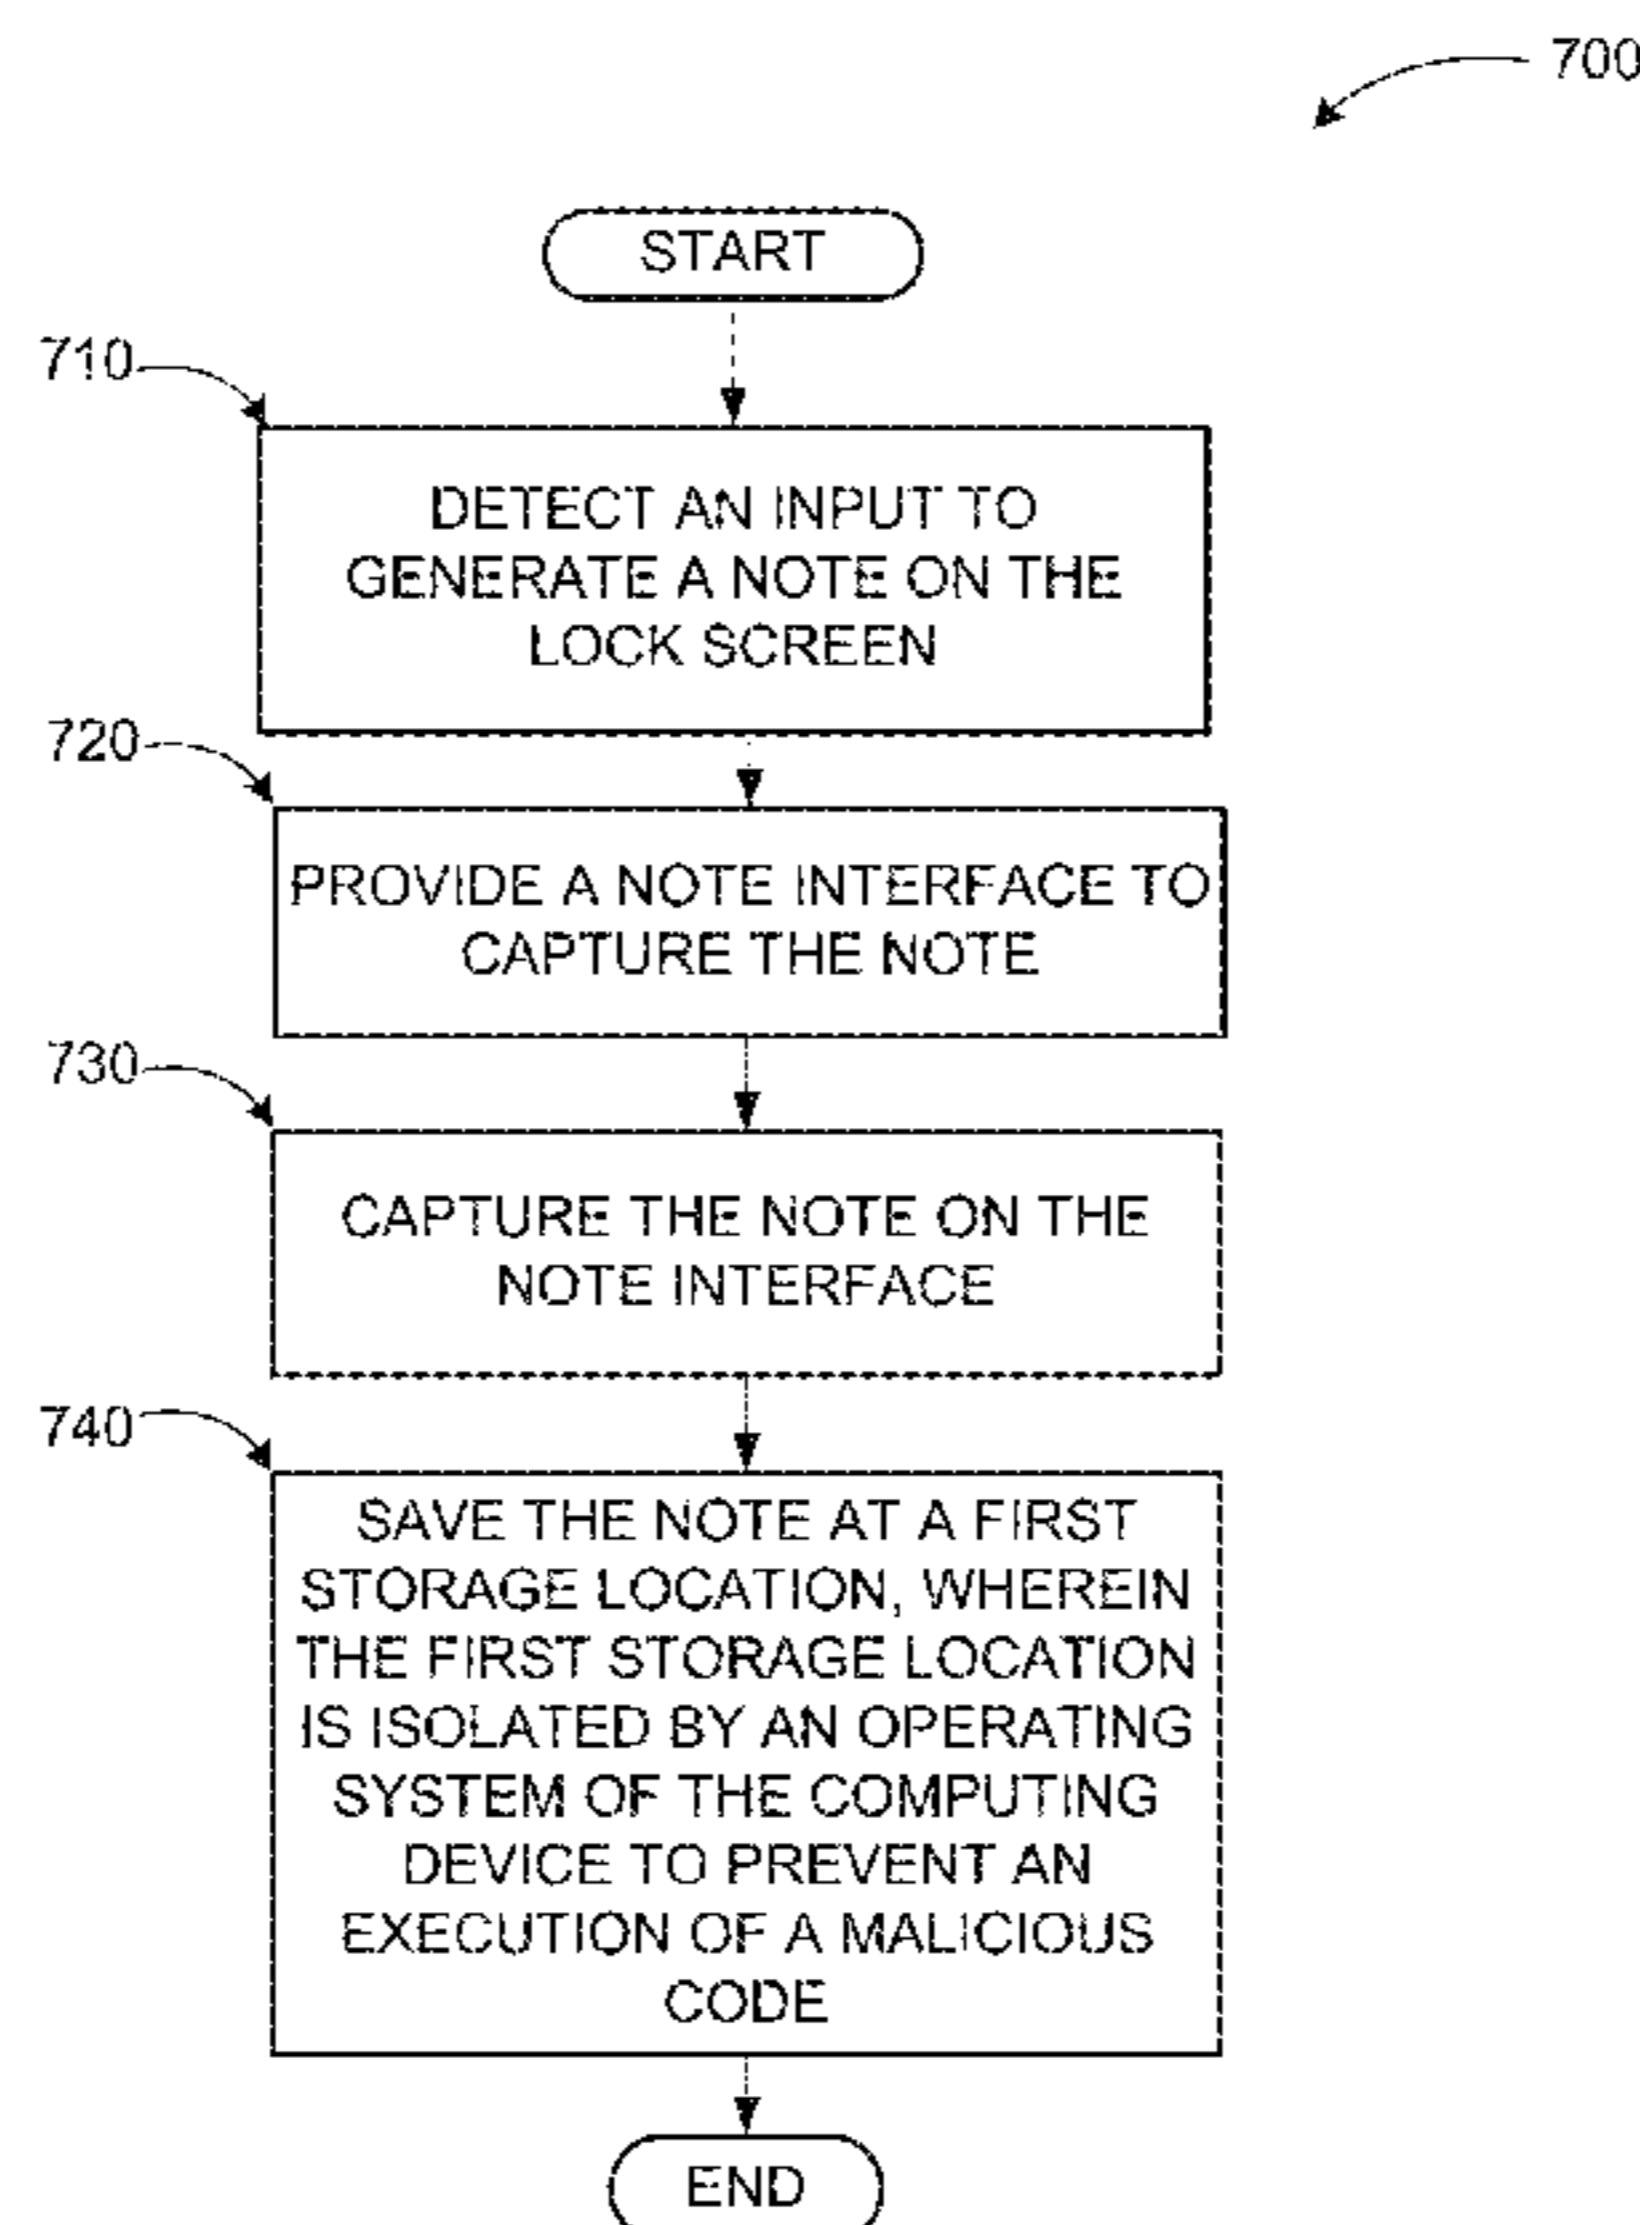 700
START
710
DETECT AN INPUT TO
GENERATE A NOTE ON THE
LOCK SCREEN
720
PROVIDE A NOTE INTERFACE TO
CAPTURE THE NOTE
730
CAPTURE THE NOTE ON THE
NOTE INTERFACE
740
SAVE THE NOTE AT A FIRST
STORAGE LOCATION, WHEREIN
THE FIRST STORAGE LOCATION
IS ISOLATED BY AN OPERATING
SYSTEM OF THE COMPUTING
DEVICE TO PREVENT AN
EXECUTION OF A MALICIOUS
CODE
END